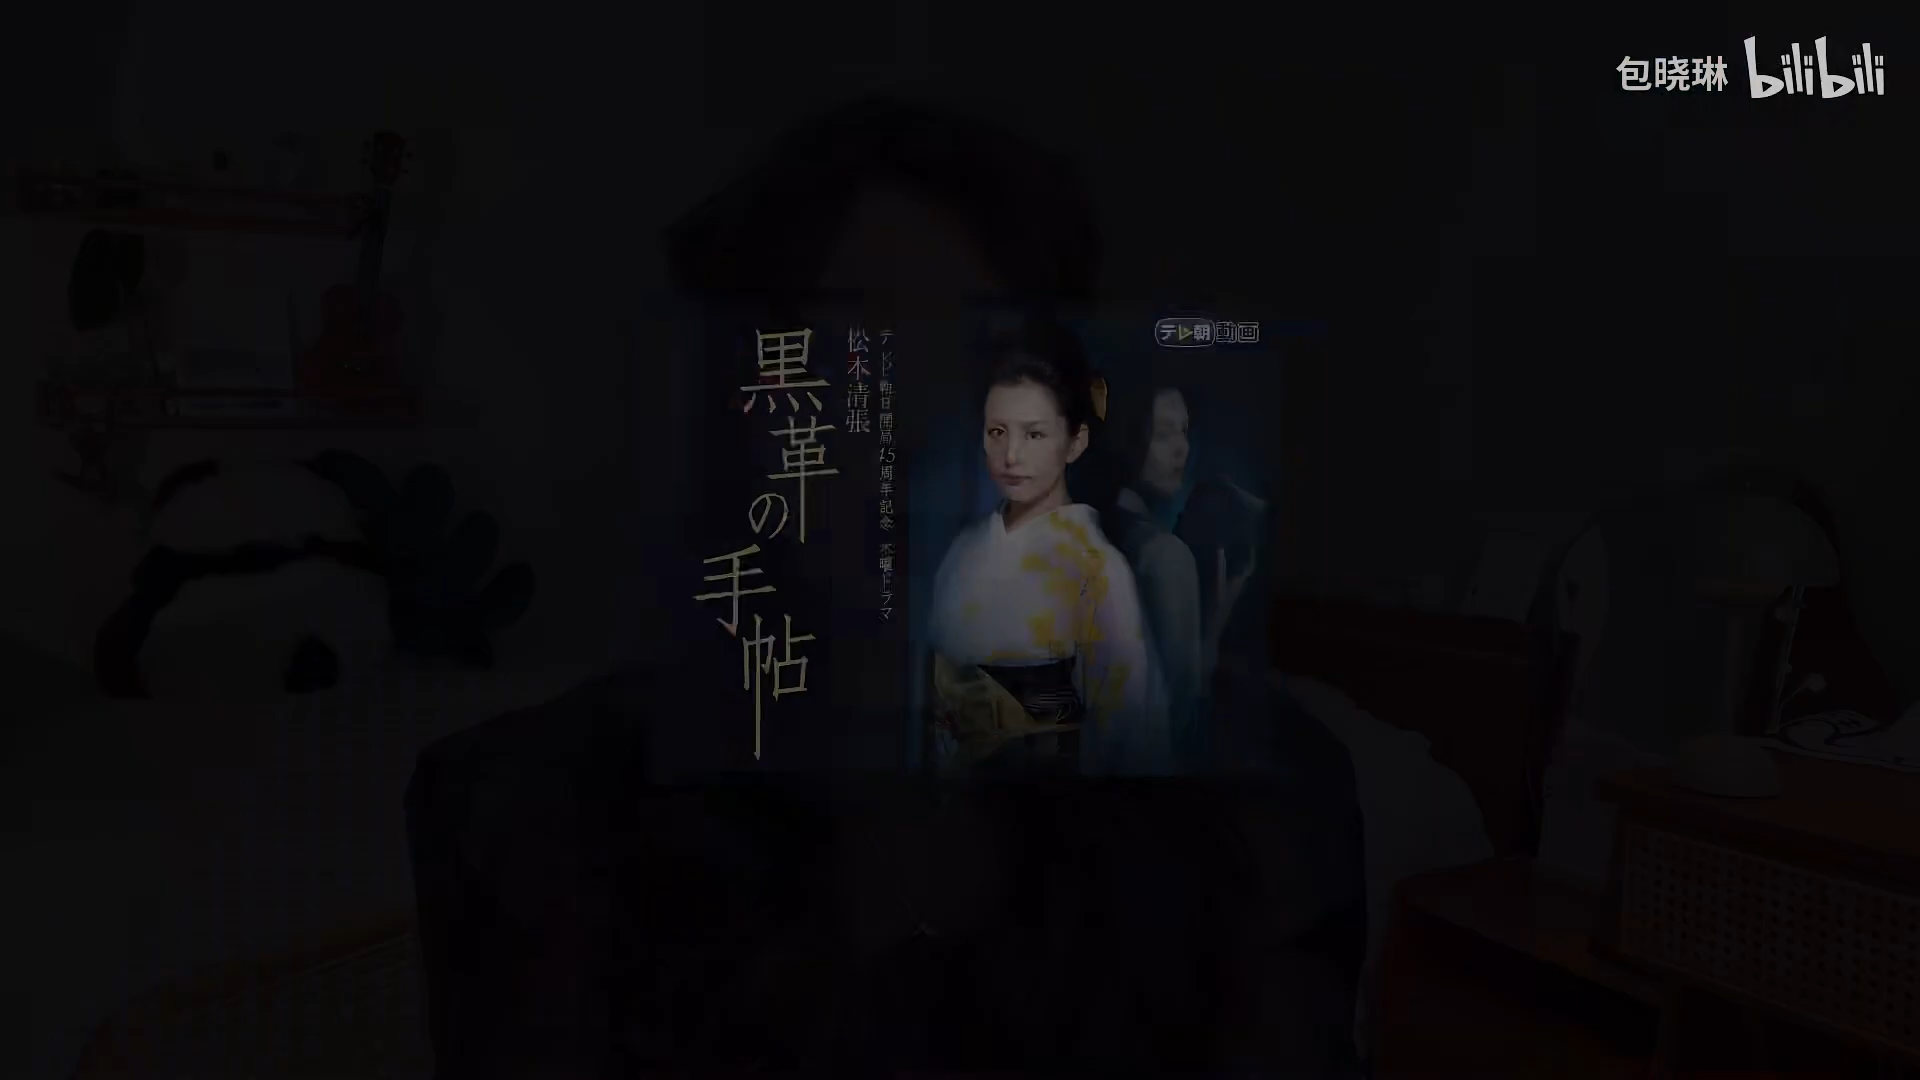 包晓琳 bilibili
テレ朝動画
黒革の手帖
松本清張
テレビ朝日開局45周年記念 木曜ドラマ